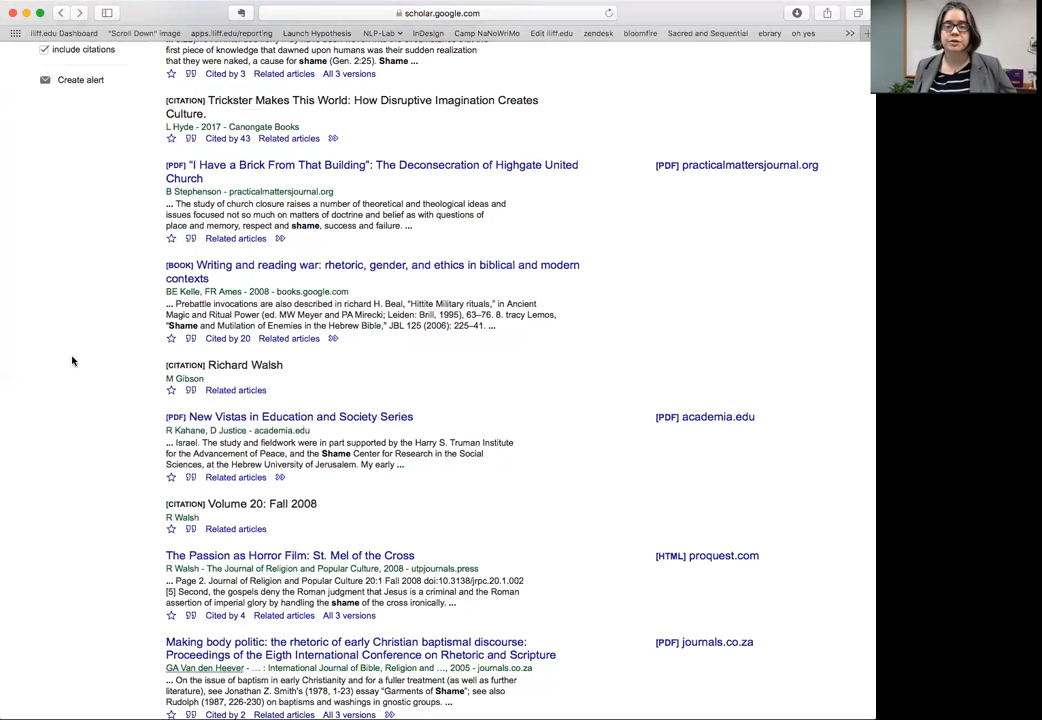 scholar.google.com
iliff.edu Dashboard "Scroll Down" image apps.iliff.edu/reporting Launch Hypothesis NLP-Lab InDesign Camp NaNoWriMo Edit iliff.edu zendesk bloomfire Sacred and Sequential ebrary oh yes
include citations
Create alert
first piece of knowledge that dawned upon humans was their sudden realization
that they were naked, a cause for shame (Gen. 2:25). Shame ...
Cited by 3 Related articles All 3 versions
[CITATION] Trickster Makes This World: How Disruptive Imagination Creates
Culture.
L Hyde - 2017 - Canongate Books
Cited by 43 Related articles
[PDF] "I Have a Brick From That Building": The Deconsecration of Highgate United
Church
[PDF] practicalmattersjournal.org
B Stephenson - practicalmattersjournal.org
... The study of church closure raises a number of theoretical and theological ideas and
issues focused not so much on matters of doctrine and belief as with questions of
place and memory, respect and shame, success and failure. ...
Related articles
[BOOK] Writing and reading war: rhetoric, gender, and ethics in biblical and modern
contexts
BE Kelle, FR Ames - 2008 - books.google.com
... Prebattle invocations are also described in richard H. Beal, "Hittite Military rituals," in Ancient
Magic and Ritual Power (ed. MW Meyer and PA Mirecki; Leiden: Brill, 1995), 63–76. 8. tracy Lemos,
"Shame and Mutilation of Enemies in the Hebrew Bible," JBL 125 (2006): 225–41. ...
Cited by 20 Related articles
[CITATION] Richard Walsh
M Gibson
Related articles
[PDF] New Vistas in Education and Society Series
[PDF] academia.edu
R Kahane, D Justice - academia.edu
... Israel. The study and fieldwork were in part supported by the Harry S. Truman Institute
for the Advancement of Peace, and the Shame Center for Research in the Social
Sciences, at the Hebrew University of Jerusalem. My early ...
Related articles
[CITATION] Volume 20: Fall 2008
R Walsh
Related articles
The Passion as Horror Film: St. Mel of the Cross
[HTML] proquest.com
R Walsh - The Journal of Religion and Popular Culture, 2008 - utpjournals.press
... Page 2. Journal of Religion and Popular Culture 20:1 Fall 2008 doi:10.3138/jrpc.20.1.002
[5] Second, the gospels deny the Roman judgment that Jesus is a criminal and the Roman
assertion of imperial glory by handling the shame of the cross ironically. ...
Cited by 4 Related articles All 3 versions
Making body politic: the rhetoric of early Christian baptismal discourse:
Proceedings of the Eigth International Conference on Rhetoric and Scripture
[PDF] journals.co.za
GA Van den Heever - ... : International Journal of Bible, Religion and ..., 2005 - journals.co.za
... On the issue of baptism in early Christianity and for a fuller treatment (as well as further
literature), see Jonathan Z. Smith's (1978, 1-23) essay "Garments of Shame"; see also
Rudolph (1987, 226-230) on baptisms and washings in gnostic groups. ...
Cited by 2 Related articles All 3 versions